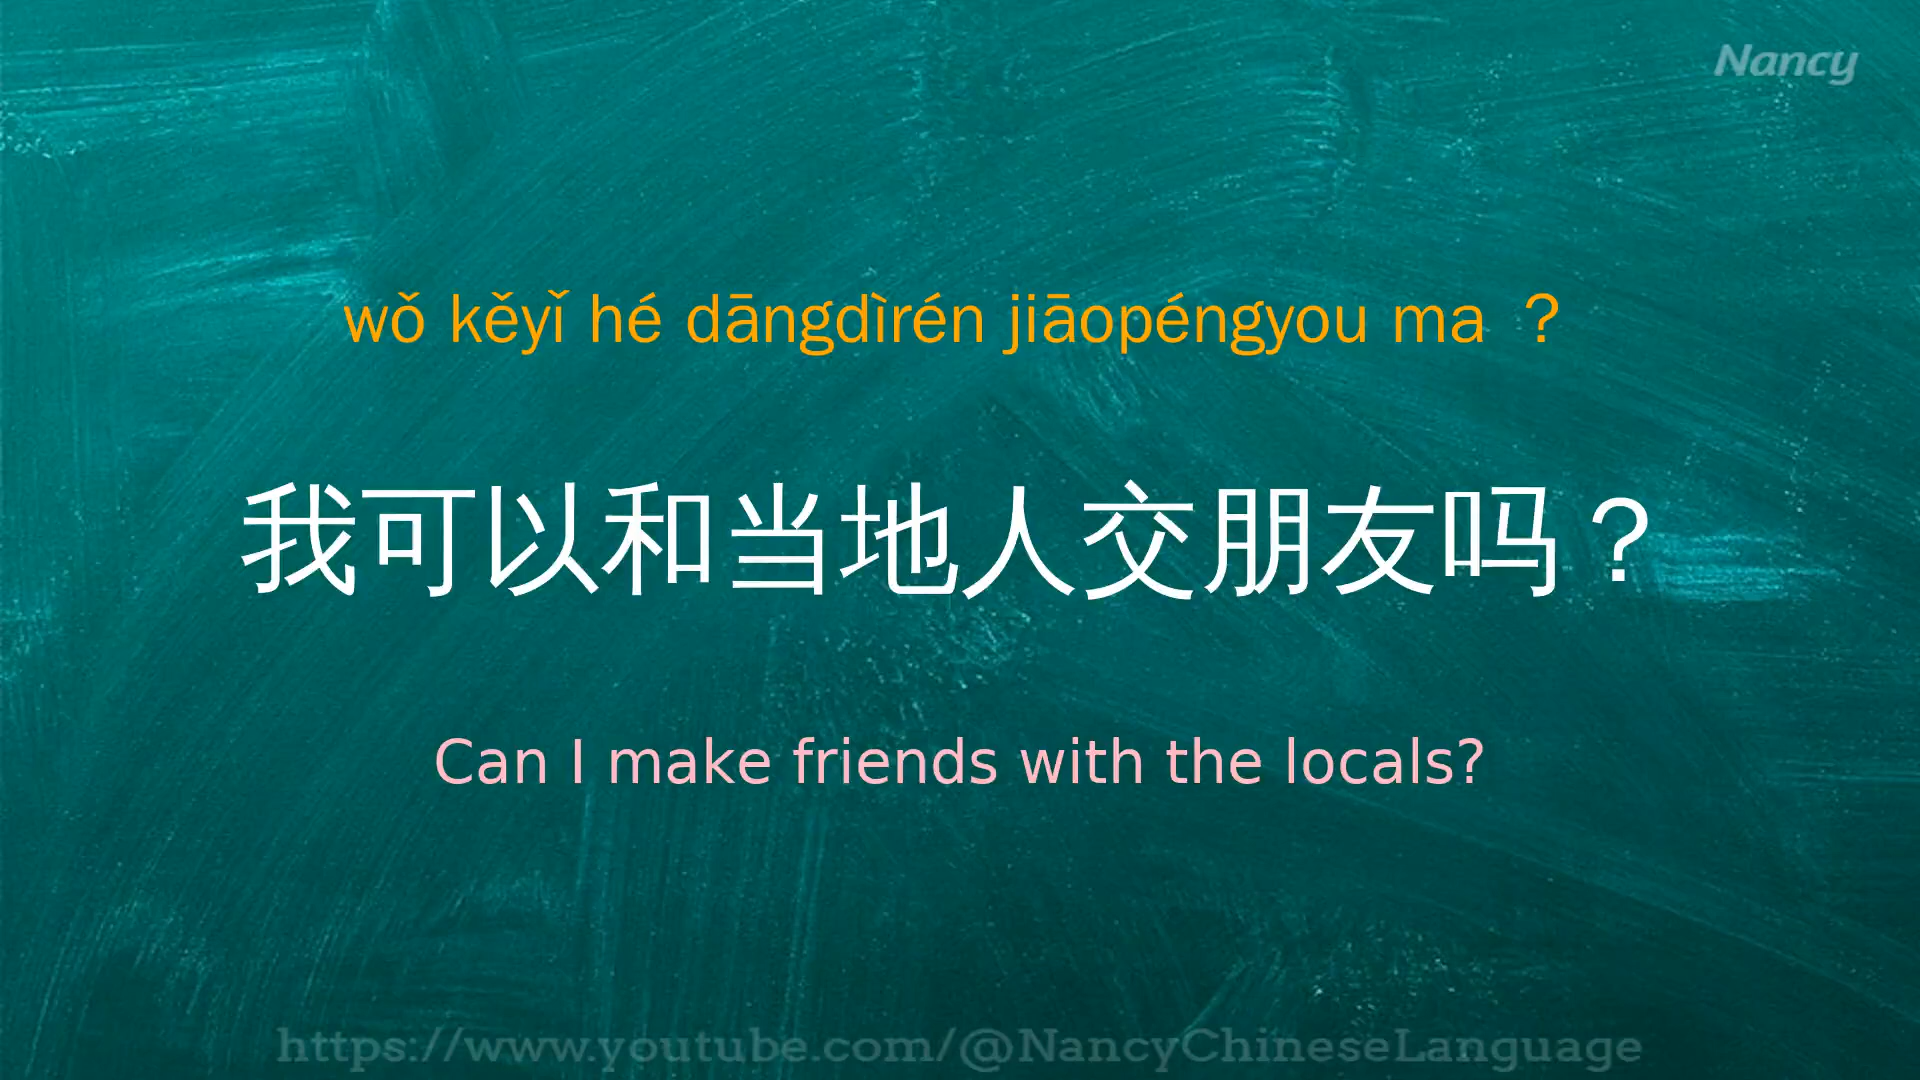 Nancy
wǒ kěyǐ hé dāngdìrén jiāopéngyou ma ？
我可以和当地人交朋友吗？
Can I make friends with the locals?
https://www.youtube.com/@NancyChineseLanguage